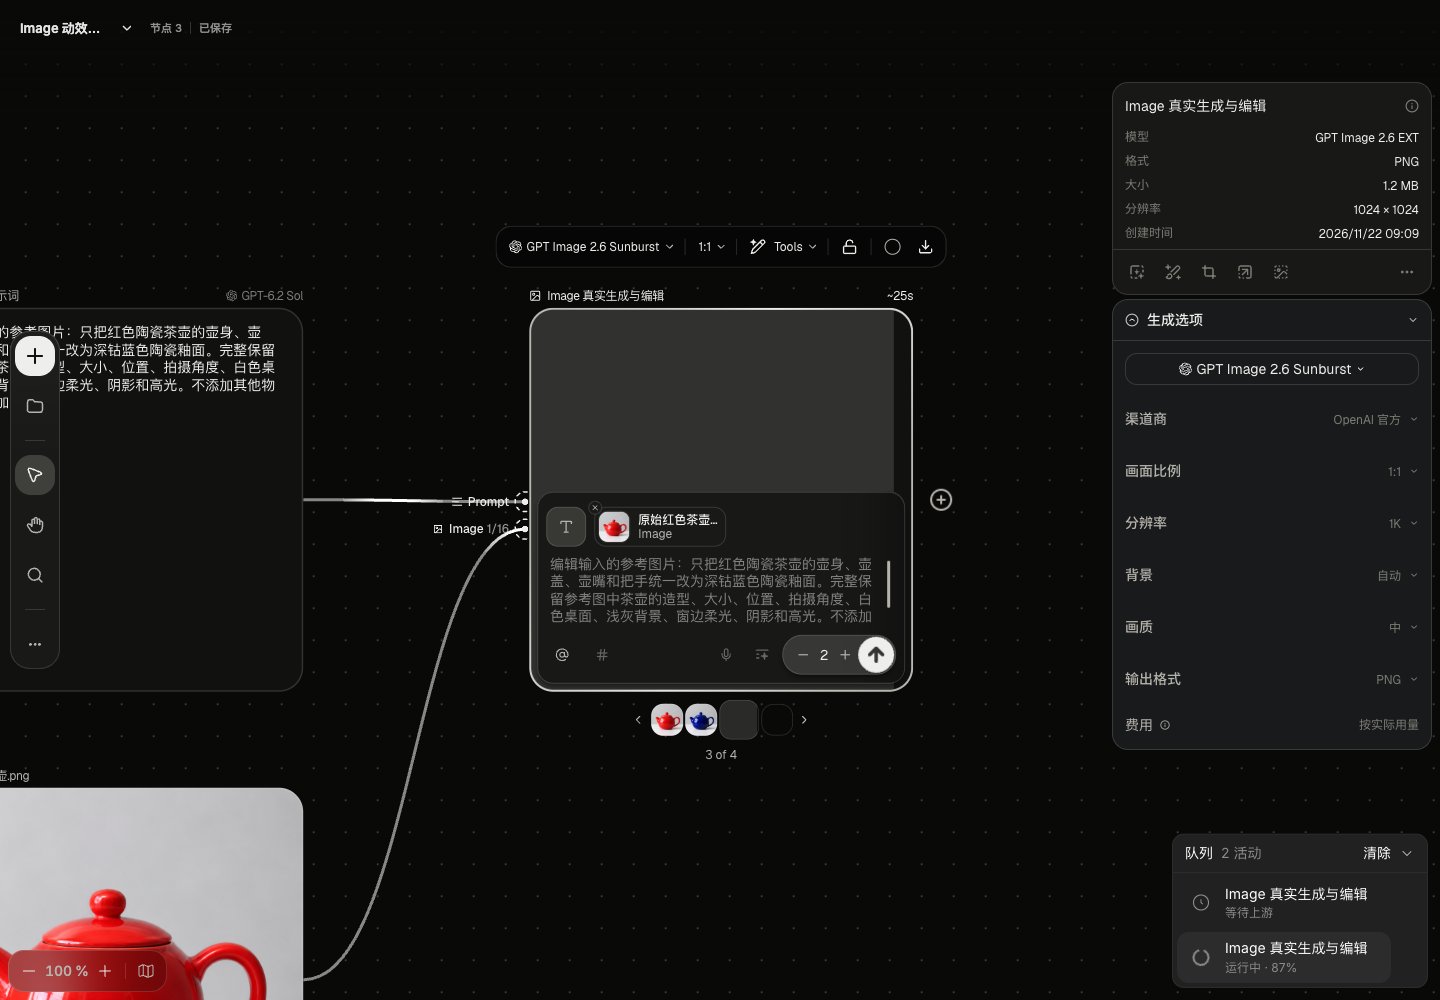 Image 动效...
节点 3
已保存
Image 真实生成与编辑
模型
GPT Image 2.6 EXT
格式
PNG
大小
1.2 MB
分辨率
1024 × 1024
创建时间
2026/11/22 09:09
GPT Image 2.6 Sunburst
1:1
Tools
示词
GPT-6.2 Sol
Image 真实生成与编辑
~25s
的参考图片：只把红色陶瓷茶壶的壶身、壶
和
一改为深钴蓝色陶瓷釉面。完整保留
茶
型、大小、位置、拍摄角度、白色桌
背
边柔光、阴影和高光。不添加其他物
加
Prompt
Image 1/16
T
原始红色茶壶...
Image
编辑输入的参考图片：只把红色陶瓷茶壶的壶身、壶
盖、壶嘴和把手统一改为深钴蓝色陶瓷釉面。完整保
留参考图中茶壶的造型、大小、位置、拍摄角度、白
色桌面、浅灰背景、窗边柔光、阴影和高光。不添加
@
#
2
3 of 4
生成选项
GPT Image 2.6 Sunburst
渠道商
OpenAI 官方
画面比例
1:1
分辨率
1K
背景
自动
画质
中
输出格式
PNG
费用
按实际用量
壶.png
100 %
队列 2 活动
清除
Image 真实生成与编辑
等待上游
Image 真实生成与编辑
运行中 · 87%